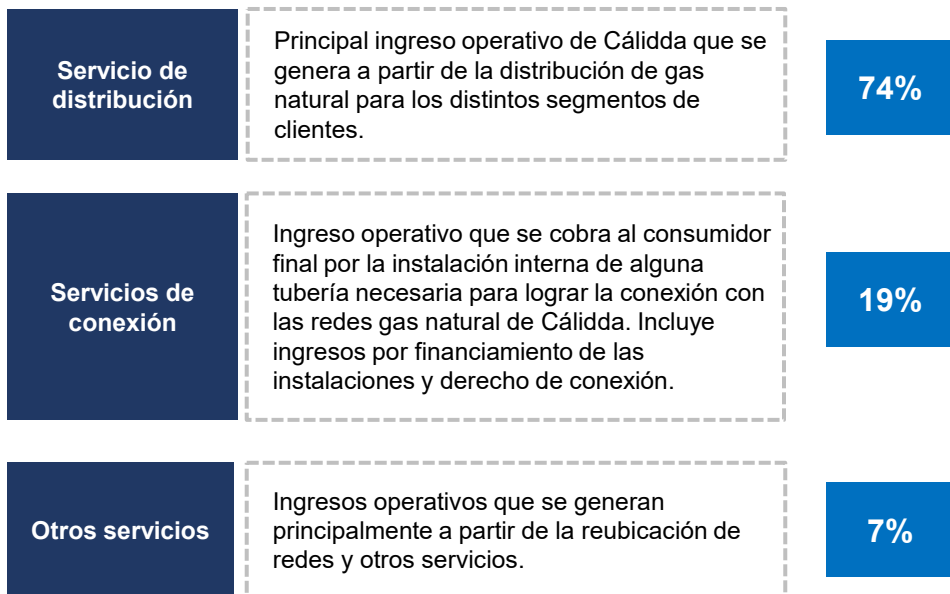 Servicio de
distribución
Principal ingreso operativo de Cálidda que se
genera a partir de la distribución de gas
natural para los distintos segmentos de
clientes.
74%
Servicios de
conexión
Ingreso operativo que se cobra al consumidor
final por la instalación interna de alguna
tubería necesaria para lograr la conexión con
las redes gas natural de Cálidda. Incluye
ingresos por financiamiento de las
instalaciones y derecho de conexión.
19%
Otros servicios
Ingresos operativos que se generan
principalmente a partir de la reubicación de
redes y otros servicios.
7%